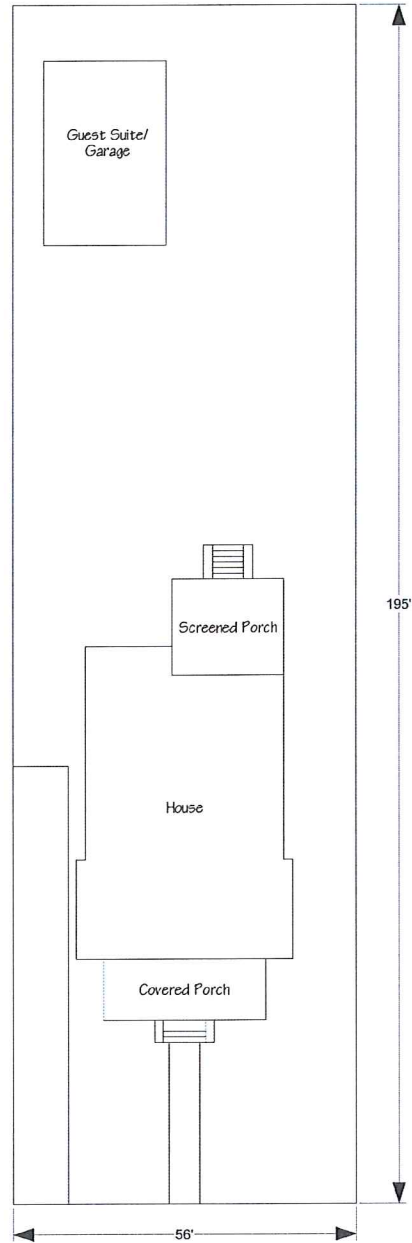 Guest Suite/
Garage
Screened Porch
195'
House
Covered Porch
56'